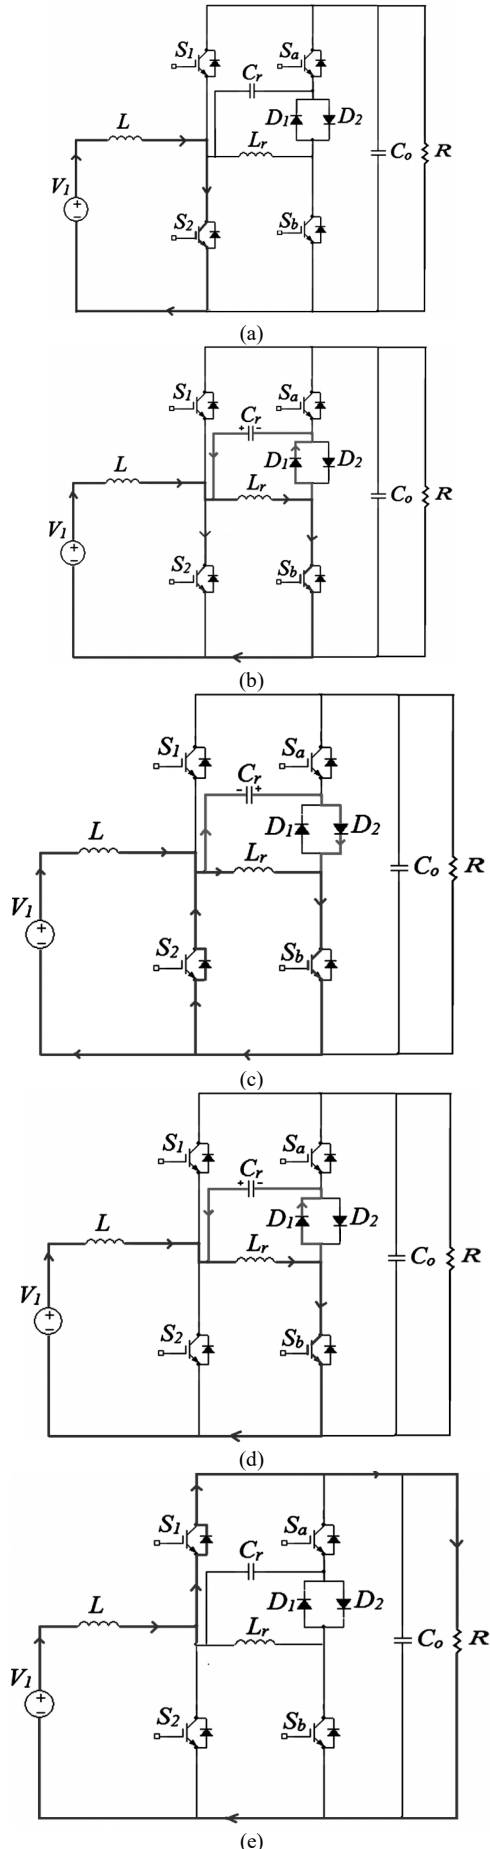 S1 Sa
Cr
D1 D2
L Lr Co R
V1
S2 Sb
(a)
S1 Sa
Cr
+ -
D1 D2
L Lr Co R
V1
S2 Sb
(b)
S1 Sa
Cr
- +
D1 D2
L Lr Co R
V1
S2 Sb
(c)
S1 Sa
Cr
+ -
D1 D2
L Lr Co R
V1
S2 Sb
(d)
S1 Sa
Cr
D1 D2
L Lr Co R
V1
S2 Sb
(e)